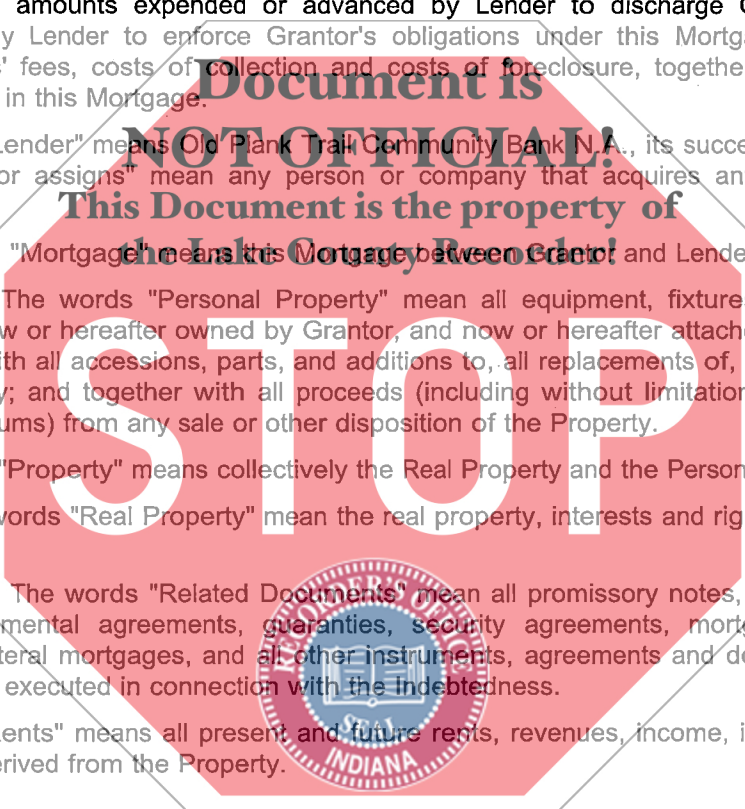 amounts expended or advanced by Lender to discharge
y Lender to enforce Grantor's obligations under this Mortga
' fees, costs of collection and costs of foreclosure, togethe
in this Mortgage.
Document is
ender" means Old Plank Trail Community Bank N.A., its succe
NOT OFFICIAL!
or assigns" mean any person or company that acquires an
This Document is the property of
"Mortgage" means this Mortgage between Grantor and Lende
the Lake County Recorder!
The words "Personal Property" mean all equipment, fixture
w or hereafter owned by Grantor, and now or hereafter attach
ith all accessions, parts, and additions to, all replacements of,
y; and together with all proceeds (including without limitation
ums) from any sale or other disposition of the Property.
STOP
"Property" means collectively the Real Property and the Person
words "Real Property" mean the real property, interests and rig
The words "Related Documents" mean all promissory notes,
mental agreements, guaranties, security agreements, mort
teral mortgages, and all other instruments, agreements and d
executed in connection with the Indebtedness.
RECORDER'S OFFICE
SEAL
INDIANA
ents" means all present and future rents, revenues, income, i
erived from the Property.